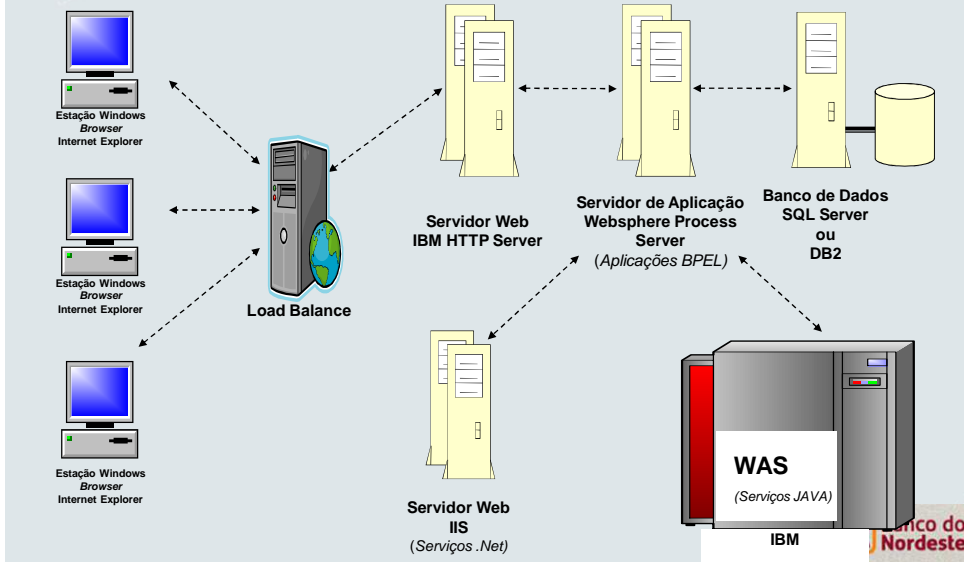 Estação Windows
Browser
Internet Explorer
Estação Windows
Browser
Internet Explorer
Estação Windows
Browser
Internet Explorer
Load Balance
Servidor Web
IBM HTTP Server
Servidor de Aplicação
Websphere Process
Server
(Aplicações BPEL)
Banco de Dados
SQL Server
ou
DB2
Servidor Web
IIS
(Serviços .Net)
WAS
(Serviços JAVA)
IBM
nco do
Nordeste